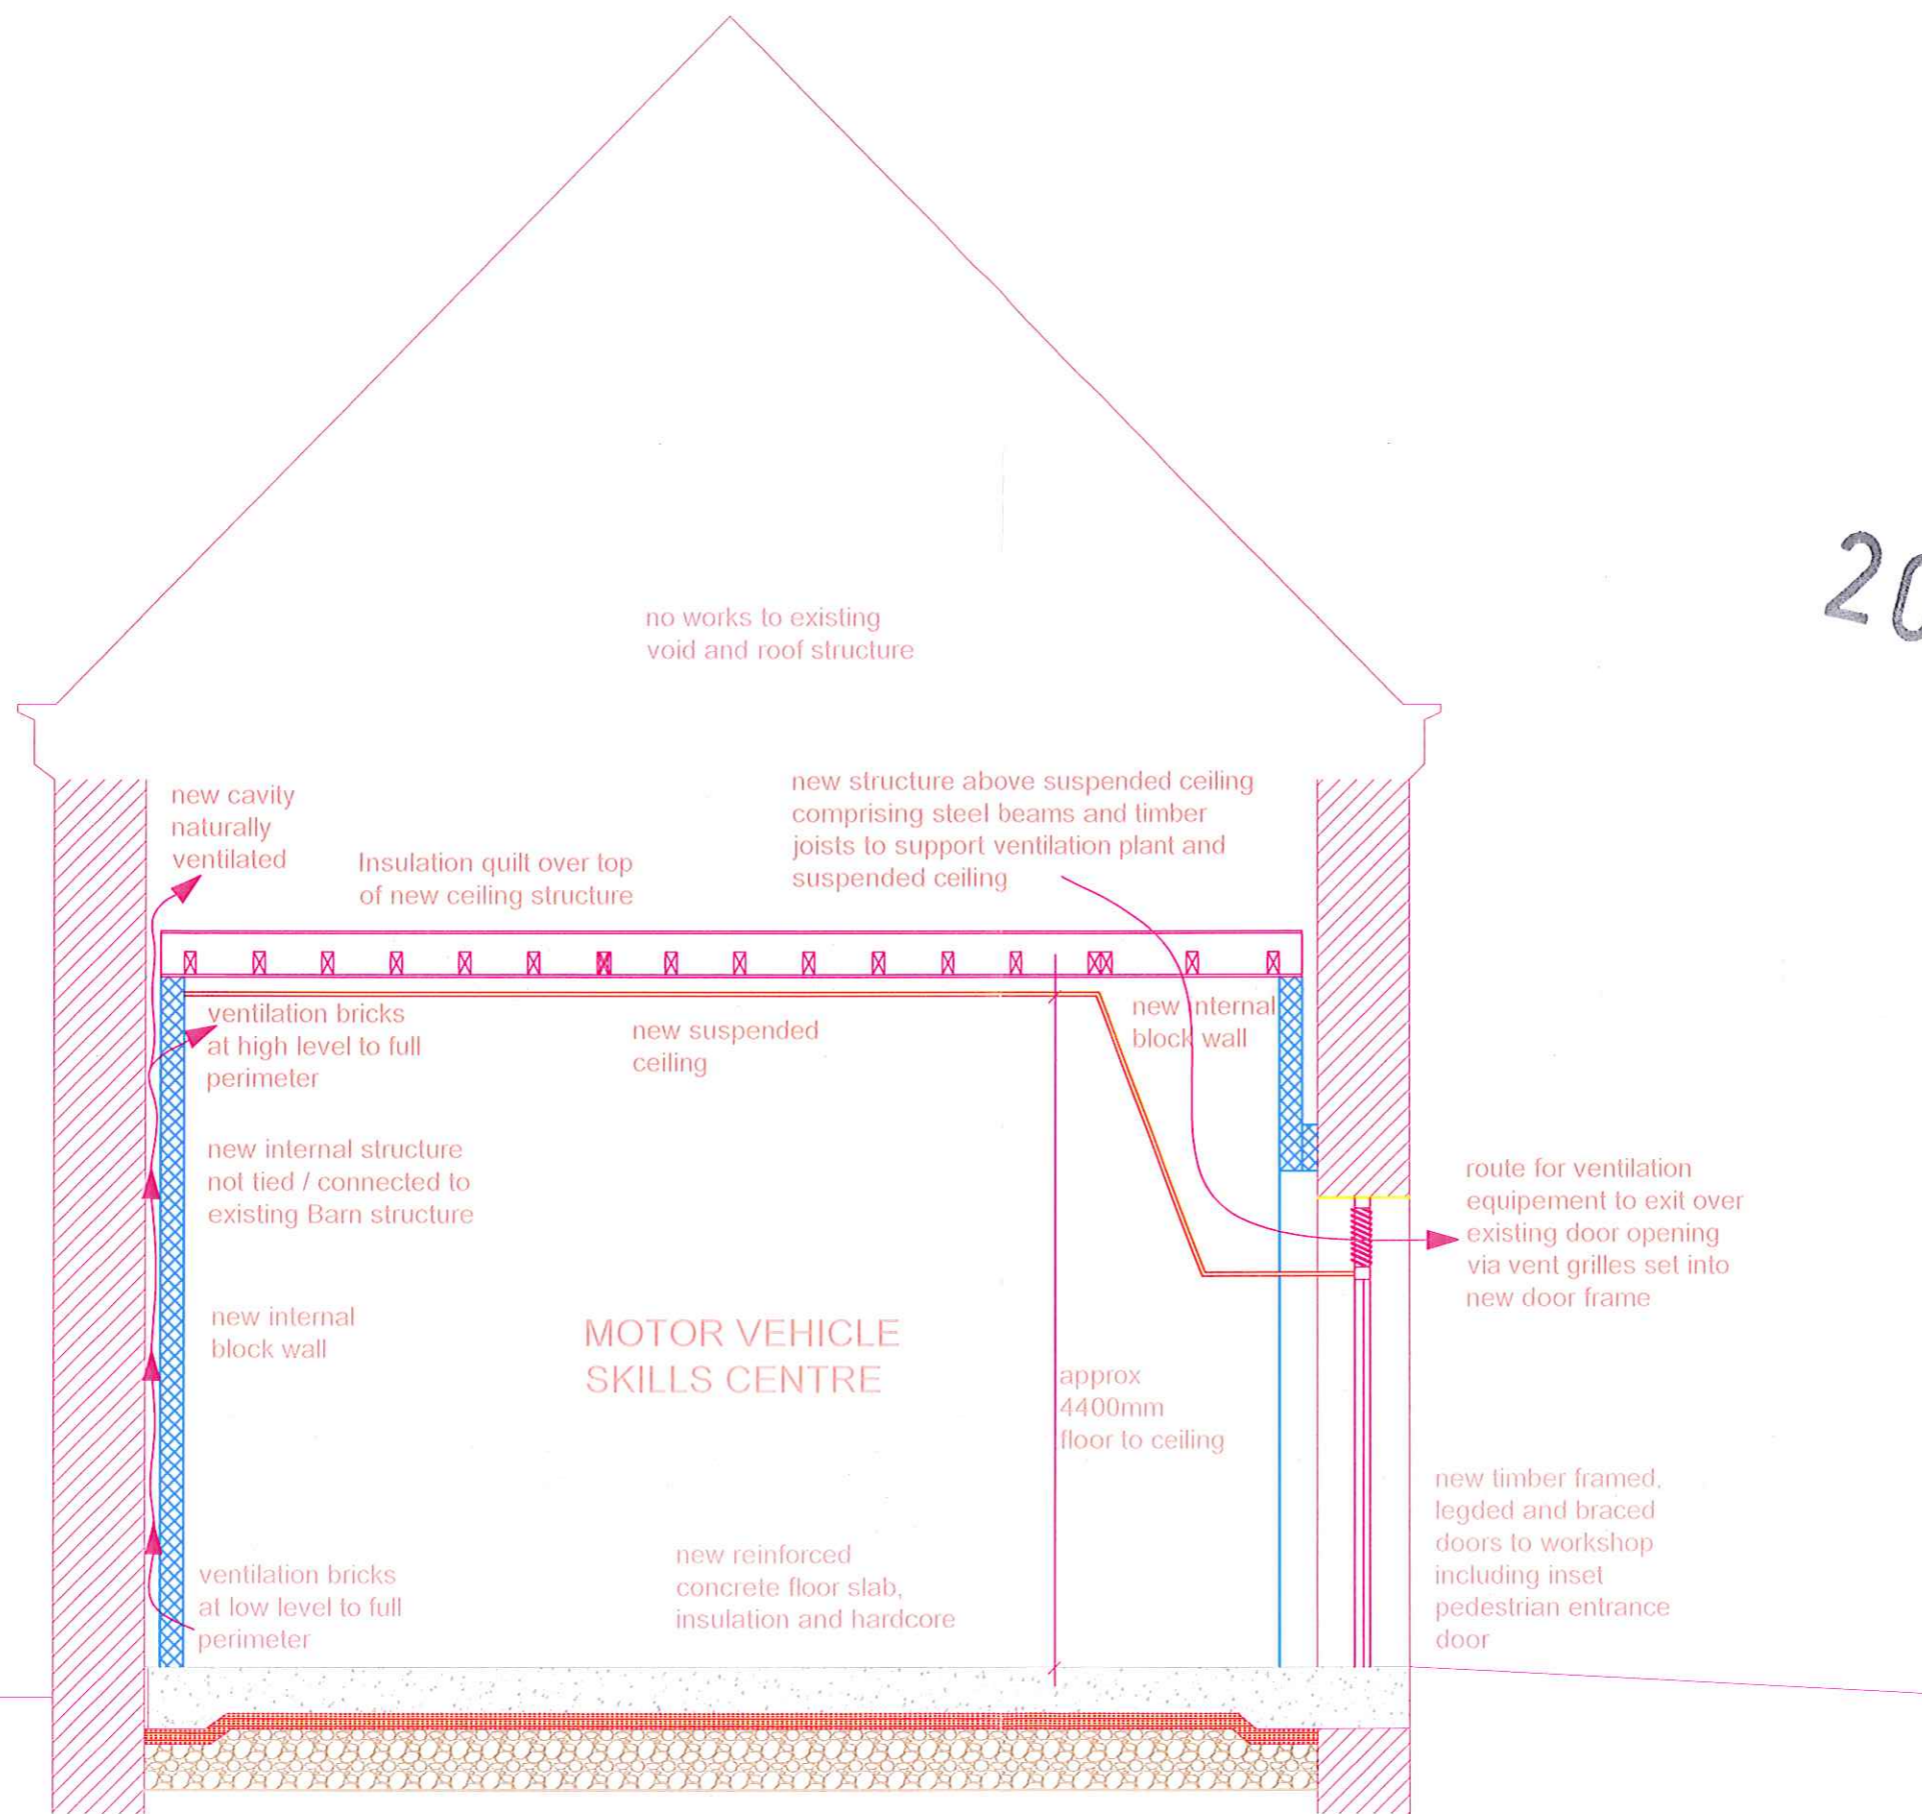 20
no works to existing
void and roof structure
new cavity
naturally
ventilated
Insulation quilt over top
of new ceiling structure
new structure above suspended ceiling
comprising steel beams and timber
joists to support ventilation plant and
suspended ceiling
ventilation bricks
at high level to full
perimeter
new suspended
ceiling
new internal
block wall
new internal structure
not tied / connected to
existing Barn structure
route for ventilation
equipement to exit over
existing door opening
via vent grilles set into
new door frame
new internal
block wall
MOTOR VEHICLE
SKILLS CENTRE
approx
4400mm
floor to ceiling
new timber framed,
legded and braced
doors to workshop
including inset
pedestrian entrance
door
ventilation bricks
at low level to full
perimeter
new reinforced
concrete floor slab,
insulation and hardcore